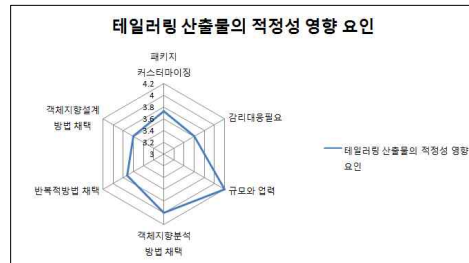 테일러링 산출물의 적정성 영향 요인
패키지
커스터마이징
4.2
4
3.8
3.6
3.4
3.2
3
감리대응필요
규모와 업력
객체지향분석
방법 채택
반복적방법 채택
객체지향설계
방법 채택
테일러링 산출물의 적정성 영향
요인